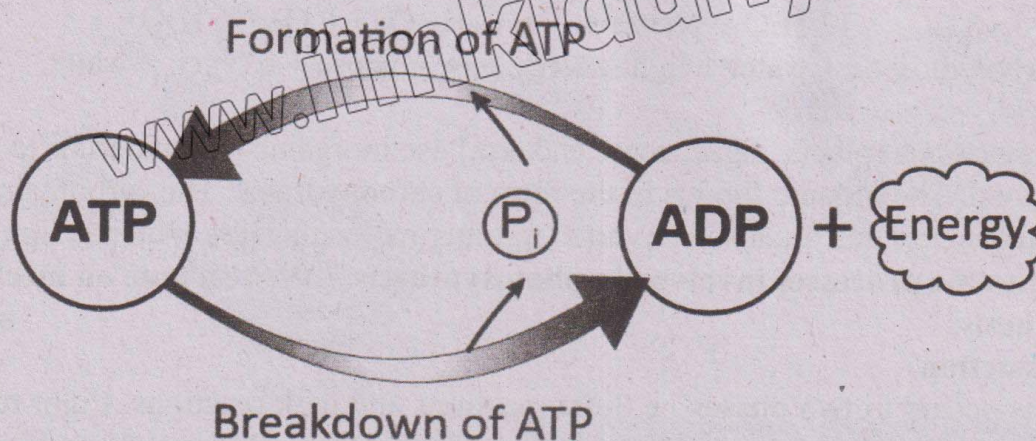 Formation of ATP
www.ilmkidunya
ATP
Pi
ADP + Energy
Breakdown of ATP